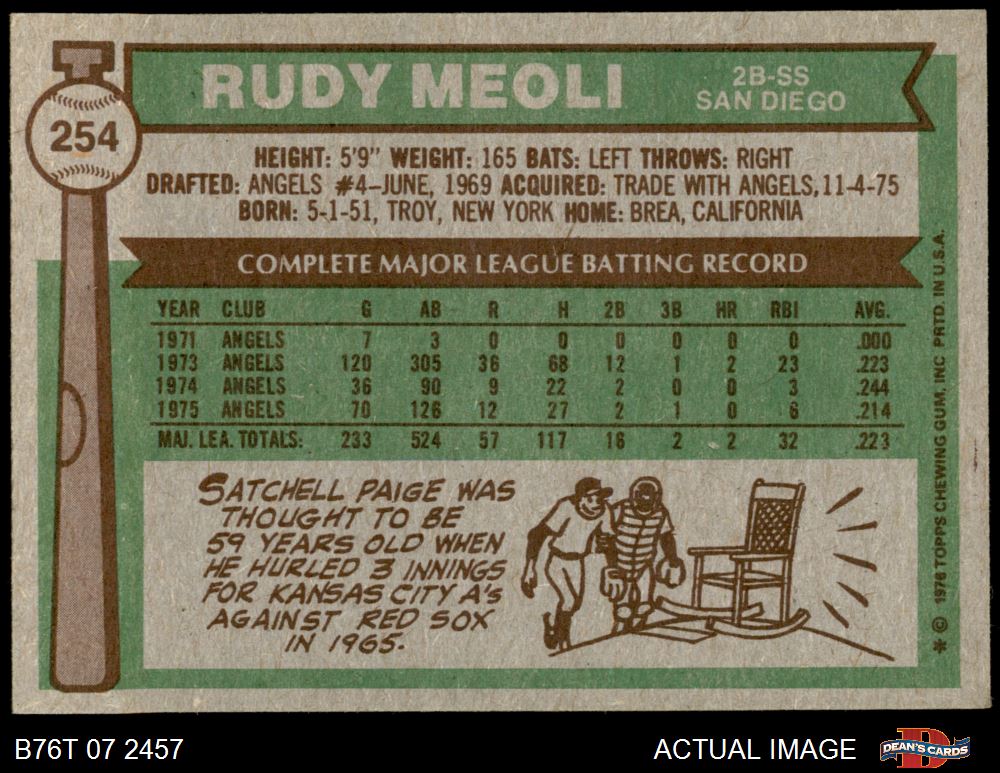 T
254
RUDY MEOLI
2B-SS
SAN DIEGO
HEIGHT: 5'9" WEIGHT: 165 BATS: LEFT THROWS: RIGHT
DRAFTED: ANGELS #4-JUNE, 1969 ACQUIRED: TRADE WITH ANGELS, 11-4-75
BORN: 5-1-51, TROY, NEW YORK HOME: BREA, CALIFORNIA
COMPLETE MAJOR LEAGUE BATTING RECORD
YEAR CLUB G AB R H 2B 3B HR RBI AVG.
1971 ANGELS 7 3 0 0 0 0 0 0 .000
1973 ANGELS 120 305 36 68 12 1 2 23 .223
1974 ANGELS 36 90 9 22 2 0 0 3 .244
1975 ANGELS 70 126 12 27 2 1 0 6 .214
MAJ. LEA. TOTALS: 233 524 57 117 16 2 2 32 .223
SATCHELL PAIGE WAS
THOUGHT TO BE
59 YEARS OLD WHEN
HE HURLED 3 INNINGS
FOR KANSAS CITY A's
AGAINST RED SOX
IN 1965.
* © 1976 TOPPS CHEWING GUM, INC PRTD. IN U.S.A.
B76T 07 2457
ACTUAL IMAGE
D
DEAN'S CARDS